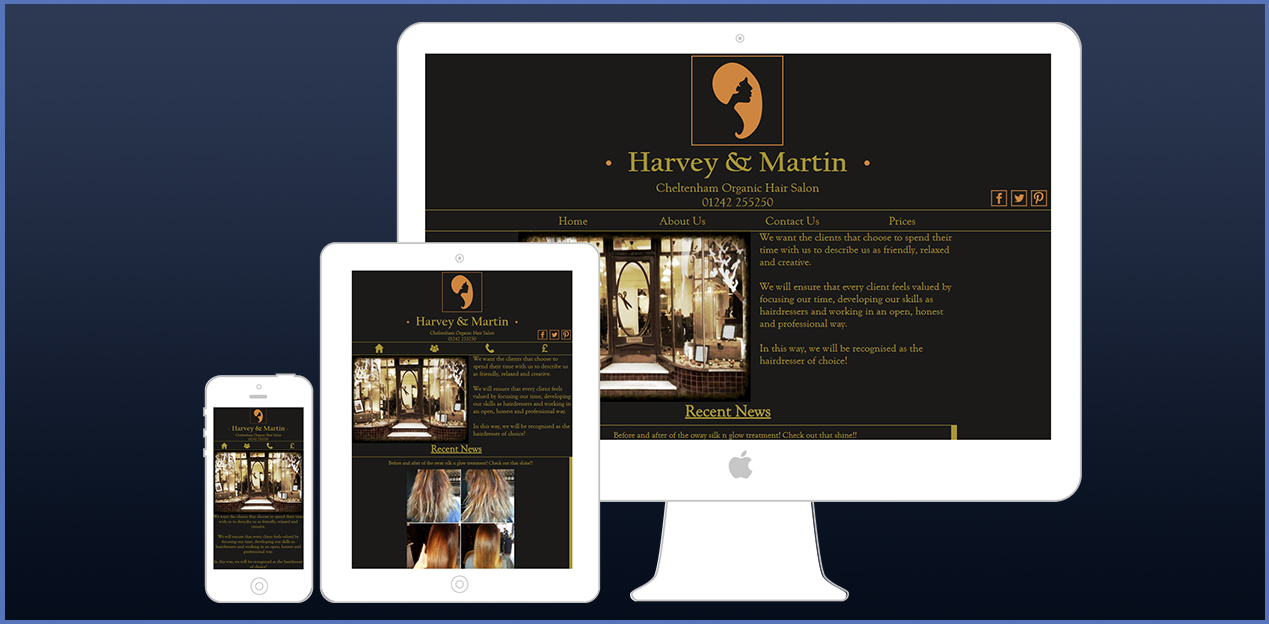 Harvey & Martin
Cheltenham Organic Hair Salon
01242 255250
Home About Us Contact Us Prices
We want the clients that choose to spend their
time with us to describe us as friendly, relaxed
and creative.
We will ensure that every client feels valued by
focusing our time, developing our skills as
hairdressers and working in an open, honest
and professional way.
In this way, we will be recognised as the
hairdresser of choice!
Recent News
Before and after of the oway silk n glow treatment! Check out that shine!!
• Harvey & Martin •
Cheltenham Organic Hair Salon
01242 255250
We want the clients that choose to
spend their time with us to describe us
as friendly, relaxed and creative.
We will ensure that every client feels
valued by focusing our time, developing
our skills as hairdressers and working in
an open, honest and professional way.
In this way, we will be recognised as the
hairdresser of choice!
Recent News
Before and after of the oway silk n glow treatment! Check out that shine!!
Harvey & Martin
Cheltenham Organic Hair Salon
01242 255250
We want the clients that choose to spend their time
with us to describe us as friendly, relaxed and
creative.
We will ensure that every client feels valued by
focusing our time, developing our skills as
hairdressers and working in an open, honest and
professional way.
In this way, we will be recognised as the hairdresser
of choice!